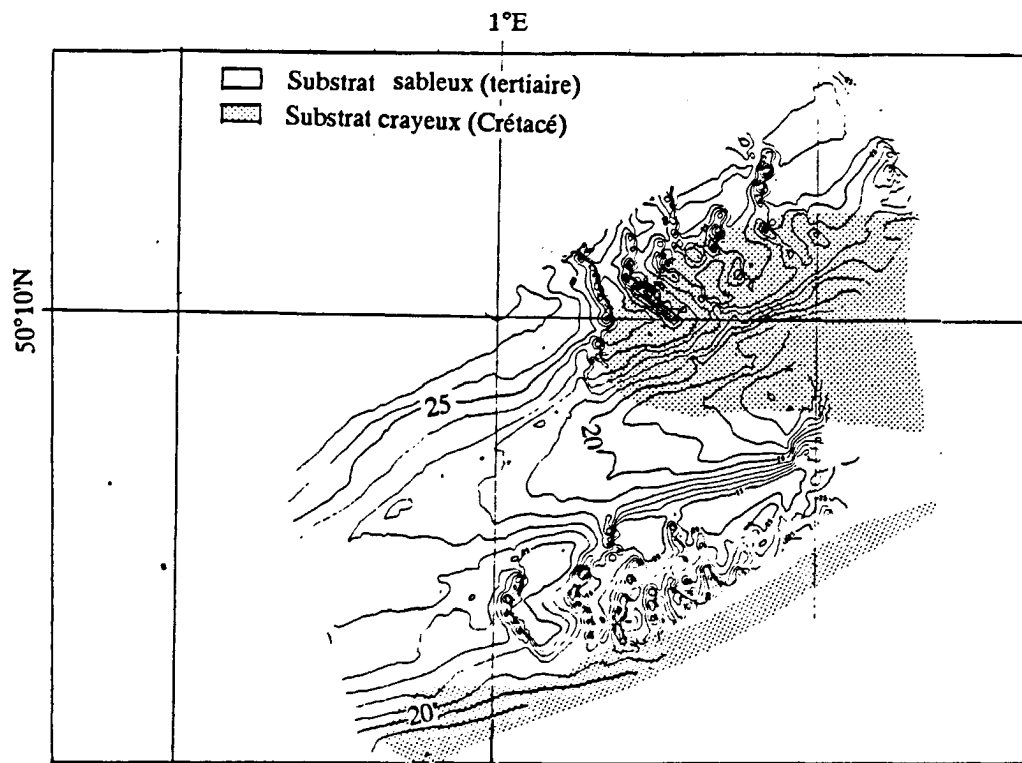 1°E
Substrat sableux (tertiaire)
Substrat crayeux (Crétacé)
50°10'N
25
20
20